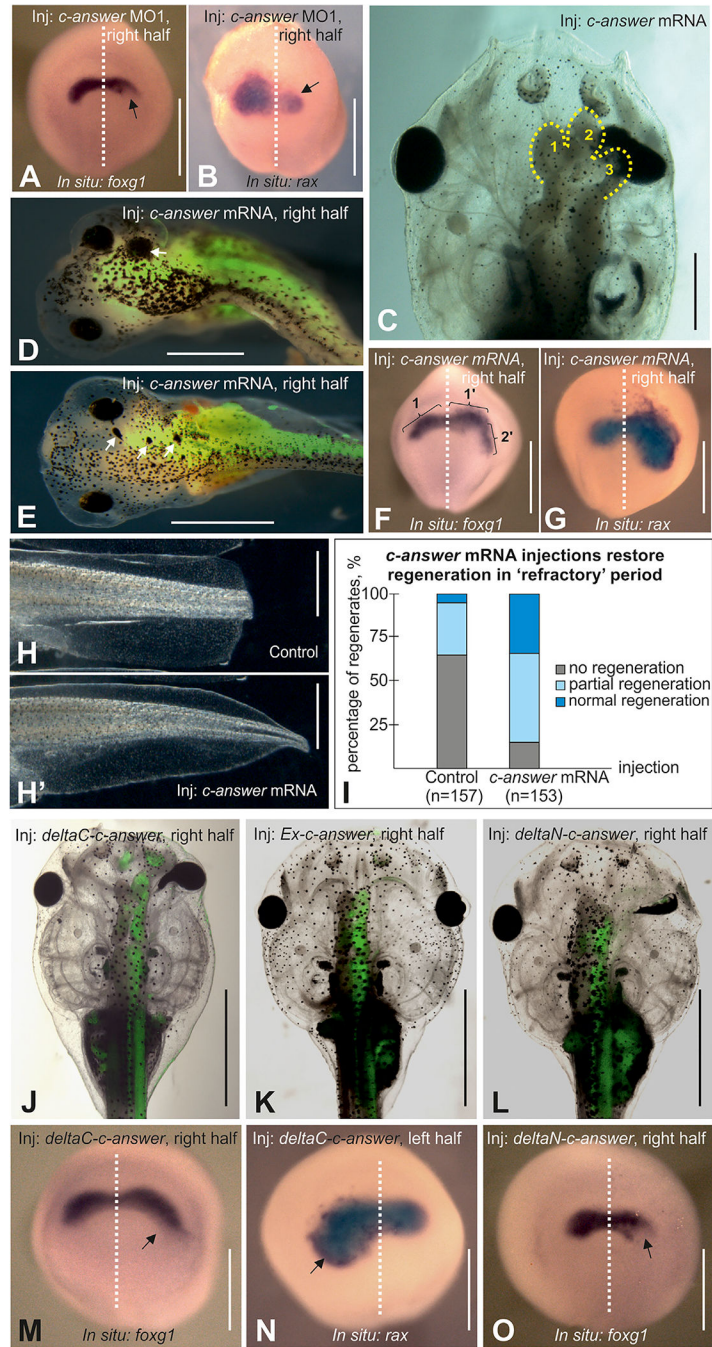 Inj: c-answer MO1,
right half
A
In situ: foxg1
Inj: c-answer MO1,
right half
B
In situ: rax
Inj: c-answer mRNA
1
2
3
C
Inj: c-answer mRNA, right half
D
Inj: c-answer mRNA, right half
E
Inj: c-answer mRNA,
right half
1
1'
2'
F
In situ: foxg1
Inj: c-answer mRNA,
right half
G
In situ: rax
H
Control
H'
Inj: c-answer mRNA
c-answer mRNA injections restore
regeneration in ‘refractory’ period
percentage of regenerates, %
100
75
50
25
no regeneration
partial regeneration
normal regeneration
injection
Control
(n=157)
c-answer mRNA
(n=153)
I
Inj: deltaC-c-answer, right half
J
Inj: Ex-c-answer, right half
K
Inj: deltaN-c-answer, right half
L
Inj: deltaC-c-answer, right half
M
In situ: foxg1
Inj: deltaC-c-answer, left half
N
In situ: rax
Inj: deltaN-c-answer, right half
O
In situ: foxg1